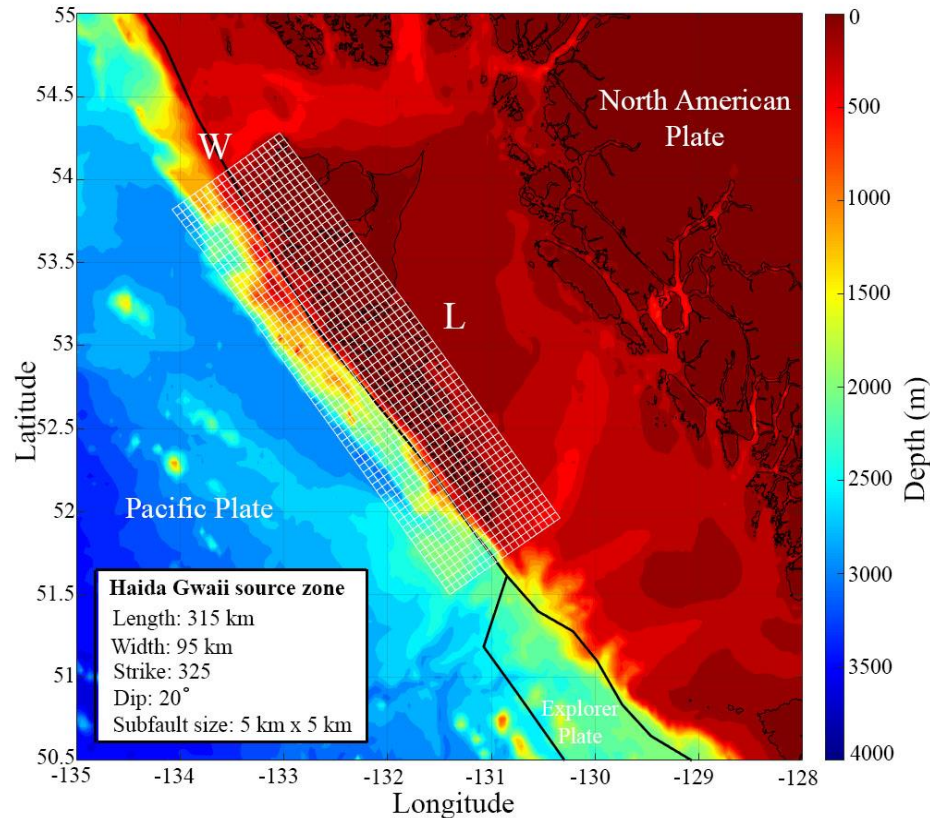 55
54.5
54
53.5
53
52.5
52
51.5
51
50.5
Latitude
-135
-134
-133
-132
-131
-130
-129
-128
Longitude
W
L
North American
Plate
Pacific Plate
Explorer
Plate
Haida Gwaii source zone
Length: 315 km
Width: 95 km
Strike: 325
Dip: 20˚
Subfault size: 5 km x 5 km
0
500
1000
1500
2000
2500
3000
3500
4000
Depth (m)